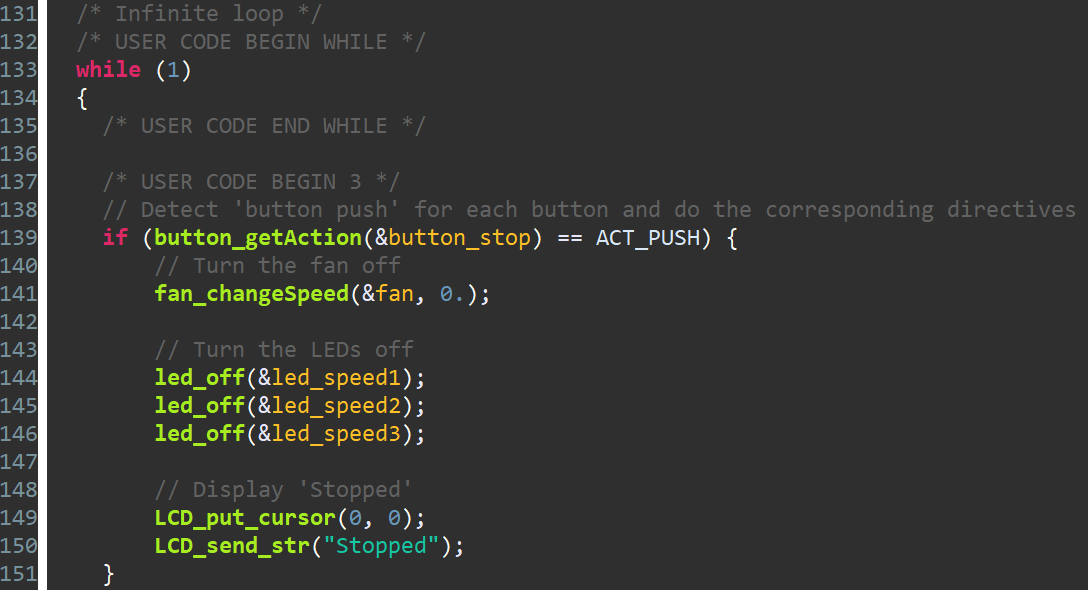 131 /* Infinite loop */
132 /* USER CODE BEGIN WHILE */
133 while (1)
134 {
135 /* USER CODE END WHILE */
136
137 /* USER CODE BEGIN 3 */
138 // Detect 'button push' for each button and do the corresponding directives
139 if (button_getAction(&button_stop) == ACT_PUSH) {
140 // Turn the fan off
141 fan_changeSpeed(&fan, 0.);
142
143 // Turn the LEDs off
144 led_off(&led_speed1);
145 led_off(&led_speed2);
146 led_off(&led_speed3);
147
148 // Display 'Stopped'
149 LCD_put_cursor(0, 0);
150 LCD_send_str("Stopped");
151 }